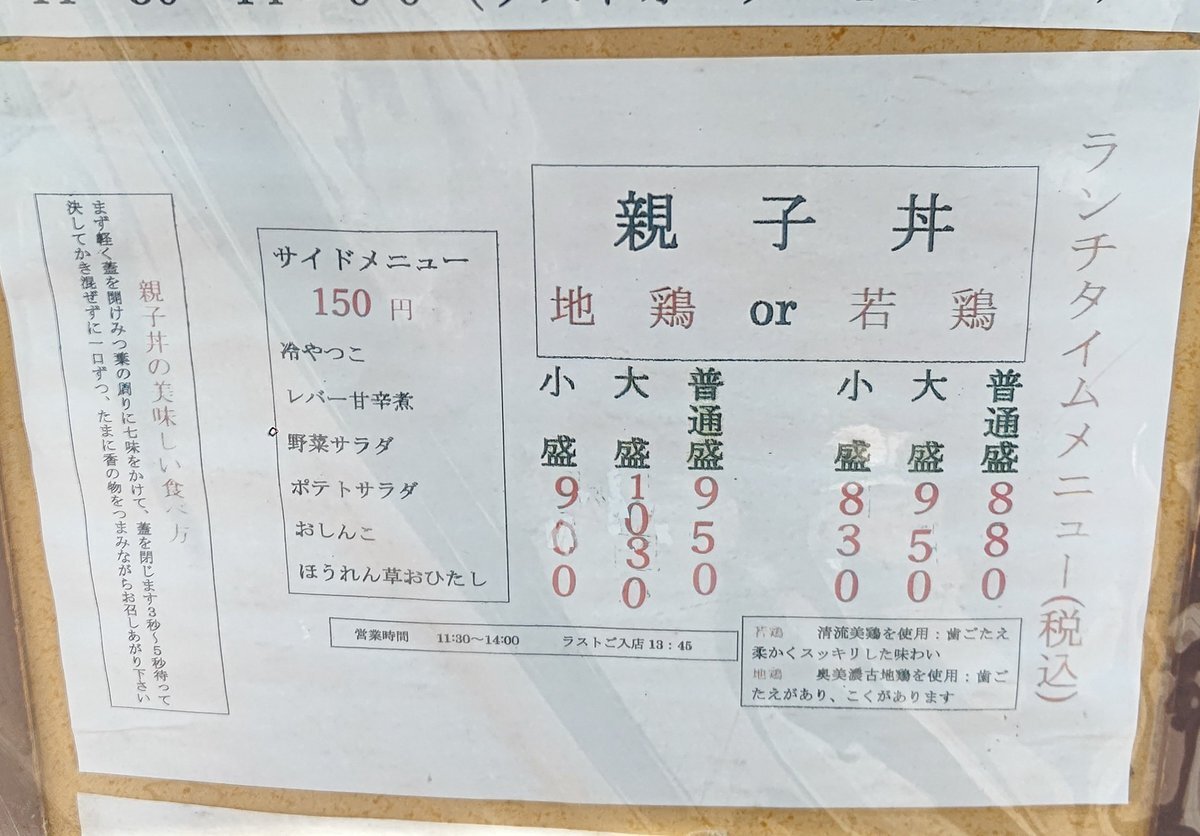 ランチタイムメニュー(税込)
親子丼
地鶏 or 若鶏
普通盛 880
大盛 950
小盛 830
普通盛 950
大盛 1030
小盛 900
サイドメニュー
150円
冷やつこ
レバー甘辛煮
野菜サラダ
ポテトサラダ
おしんこ
ほうれん草おひたし
営業時間 11:30～14:00 ラストご入店 13：45
若鶏 清流美鶏を使用：歯ごたえ
柔かくスッキリした味わい
地鶏 奥美濃古地鶏を使用：歯ご
たえがあり、こくがあります
親子丼の美味しい食べ方
まず軽く蓋を開けみつ葉の周りに七味をかけて、蓋を閉じます3秒～5秒待って
決してかき混ぜずに一口ずつ、たまに香の物をつまみながらお召しあがり下さい